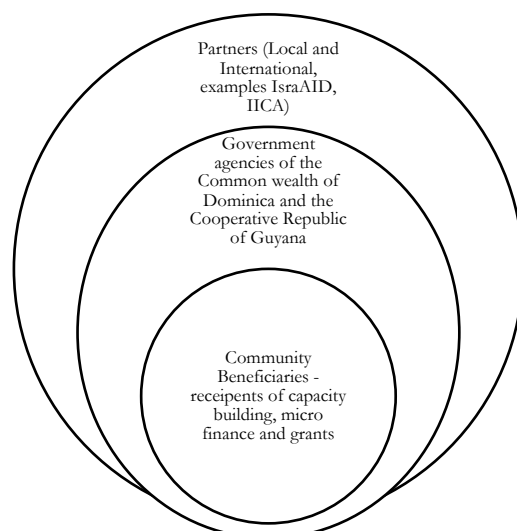 Partners (Local and
International,
examples IsraAID,
IICA)
Government
agencies of the
Common wealth of
Dominica and the
Cooperative Republic
of Guyana
Community
Beneficiaries -
receipents of capacity
building, micro
finance and grants